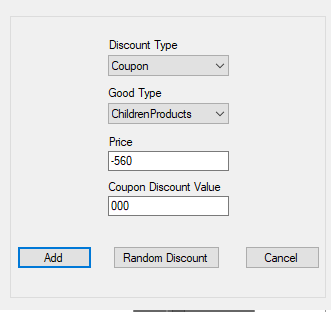 Discount Type
Coupon
Good Type
ChildrenProducts
Price
-560
Coupon Discount Value
000
Add Random Discount Cancel